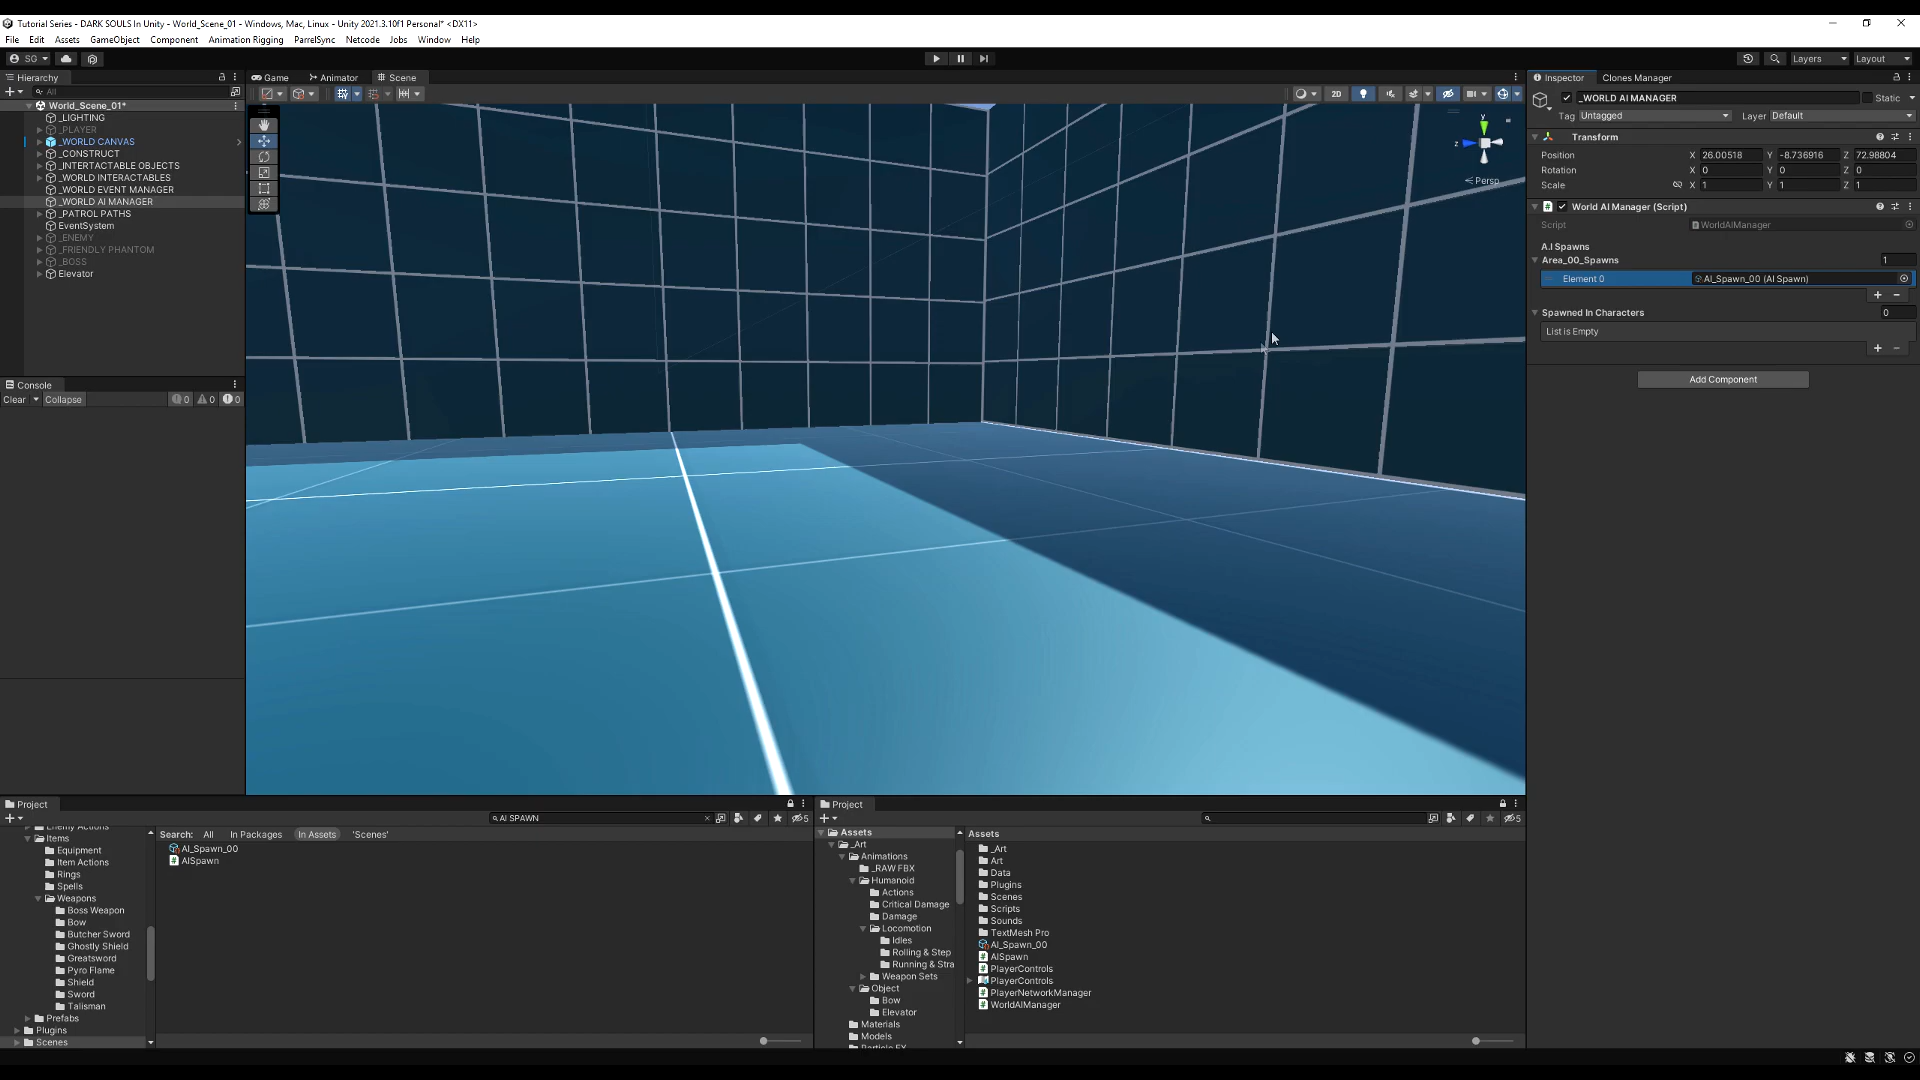 Tutorial Series - DARK SOULS In Unity - World_Scene_01 - Windows, Mac, Linux - Unity 2021.3.10f1 Personal* <DX11>
File Edit Assets GameObject Component Animation Rigging ParrelSync Netcode Jobs Window Help
SG Layers Layout
Hierarchy Game Animator Scene Inspector Clones Manager
All 2D
World_Scene_01*
_LIGHTING
_PLAYER
_WORLD CANVAS
_CONSTRUCT
_INTERTACTABLE OBJECTS
_WORLD INTERACTABLES
_WORLD EVENT MANAGER
_WORLD AI MANAGER
_PATROL PATHS
EventSystem
_ENEMY
_FRIENDLY PHANTOM
_BOSS
Elevator
Console
Clear Collapse 0 0 0
y
z
Persp
_WORLD AI MANAGER Static
Tag Untagged Layer Default
Transform
Position X 26.00518 Y -8.736916 Z 72.98804
Rotation X 0 Y 0 Z 0
Scale X 1 Y 1 Z 1
World AI Manager (Script)
Script WorldAIManager
A.I Spawns
Area_00_Spawns 1
Element 0 AI_Spawn_00 (AI Spawn)
Spawned In Characters 0
List is Empty
Add Component
Project
AI SPAWN 5
Enemy Actions
Items
Equipment
Item Actions
Rings
Spells
Weapons
Boss Weapon
Bow
Butcher Sword
Ghostly Shield
Greatsword
Pyro Flame
Shield
Sword
Talisman
Prefabs
Plugins
Scenes
Search: All In Packages In Assets 'Scenes'
AI_Spawn_00
AISpawn
Project
5
Assets
_Art
Animations
_RAW FBX
Humanoid
Actions
Critical Damage
Damage
Locomotion
Idles
Rolling & Step
Running & Stra
Weapon Sets
Object
Bow
Elevator
Materials
Models
Particle FX
Assets
_Art
Art
Data
Plugins
Scenes
Scripts
Sounds
TextMesh Pro
AI_Spawn_00
AISpawn
PlayerControls
PlayerControls
PlayerNetworkManager
WorldAIManager